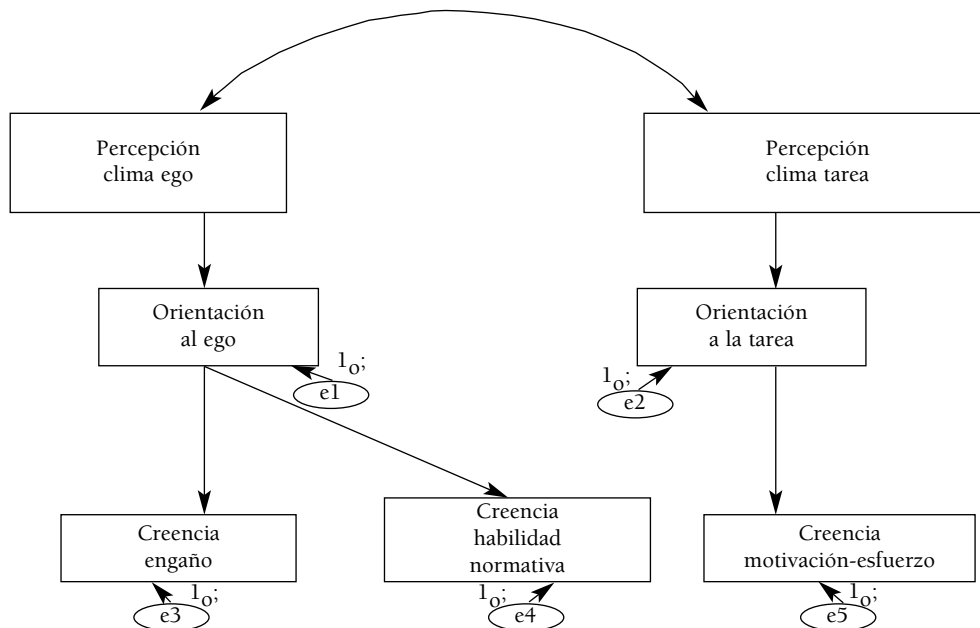 Percepción
clima ego
Percepción
clima tarea
Orientación
al ego
Orientación
a la tarea
1o;
e1
1o;
e2
Creencia
engaño
Creencia
habilidad
normativa
Creencia
motivación-esfuerzo
1o;
e3
1o;
e4
1o;
e5